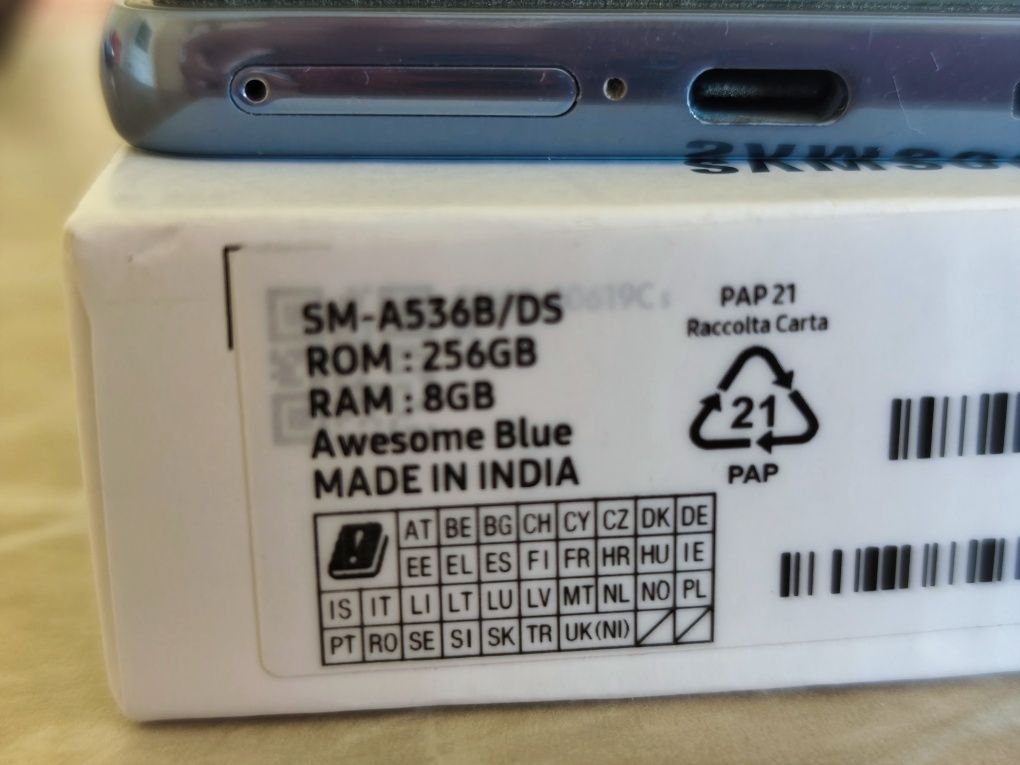 SAMSU
SM-A536B/DS
ROM : 256GB
RAM : 8GB
Awesome Blue
MADE IN INDIA
AT BE BG CH CY CZ DK DE
EE EL ES FI FR HR HU IE
IS IT LI LT LU LV MT NL NO PL
PT RO SE SI SK TR UK(NI)
PAP 21
Raccolta Carta
21
PAP